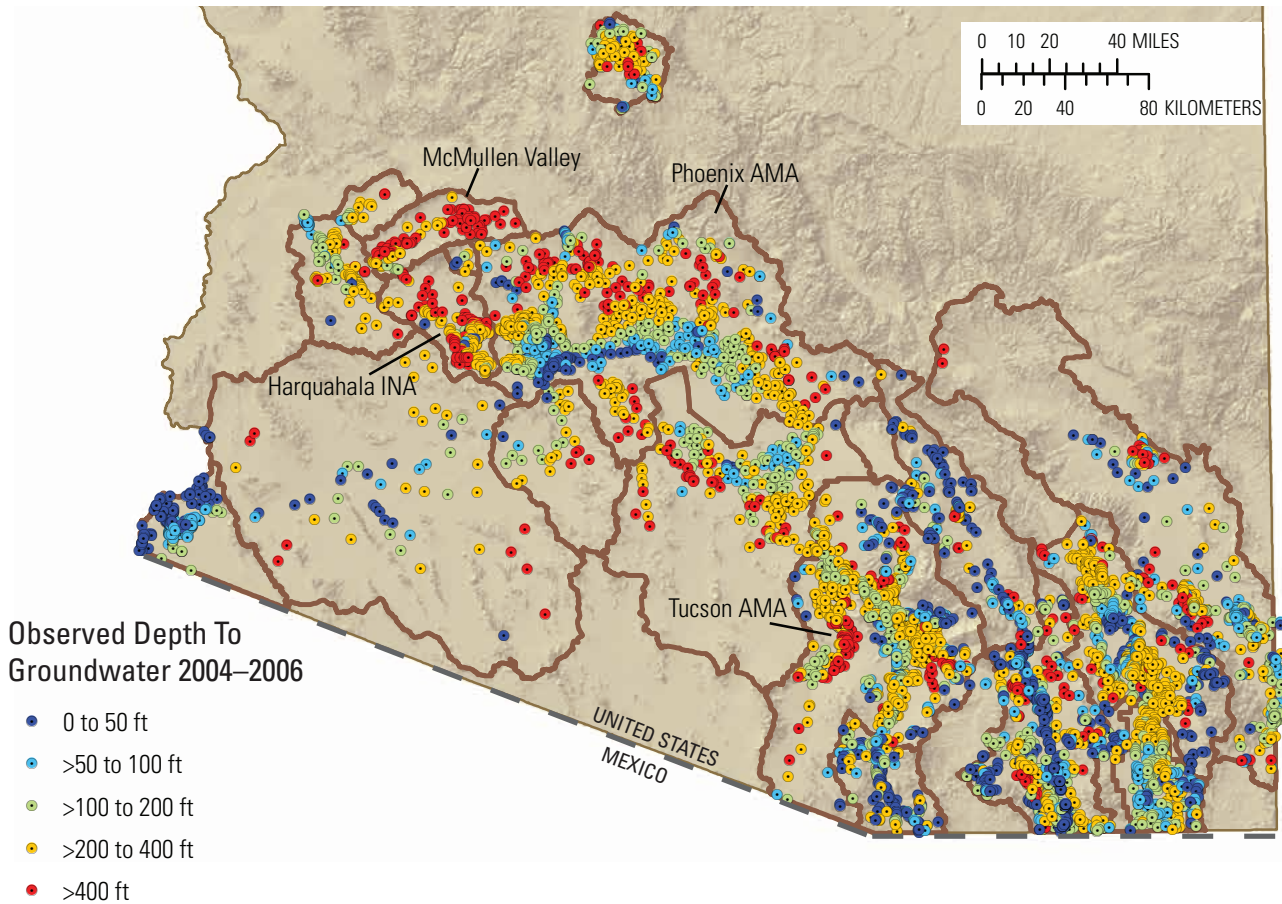 0 10 20 40 MILES
0 20 40 80 KILOMETERS
McMullen Valley
Phoenix AMA
Harquahala INA
Tucson AMA
UNITED STATES
MEXICO
Observed Depth To
Groundwater 2004–2006
0 to 50 ft
>50 to 100 ft
>100 to 200 ft
>200 to 400 ft
>400 ft